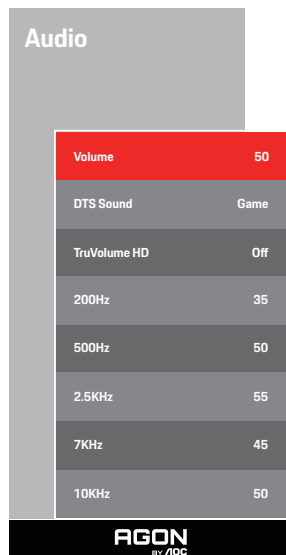 Audio
Volume 50
DTS Sound Game
TruVolume HD Off
200Hz 35
500Hz 50
2.5KHz 55
7KHz 45
10KHz 50
AGON
BY AOC